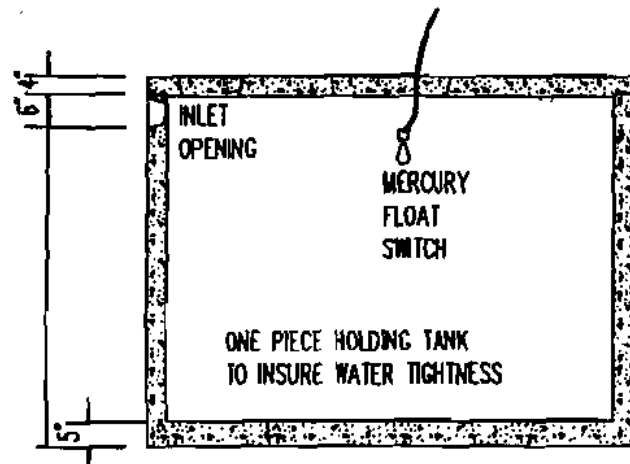 4"
6"
INLET
OPENING
MERCURY
FLOAT
SWITCH
ONE PIECE HOLDING TANK
TO INSURE WATER TIGHTNESS
5"